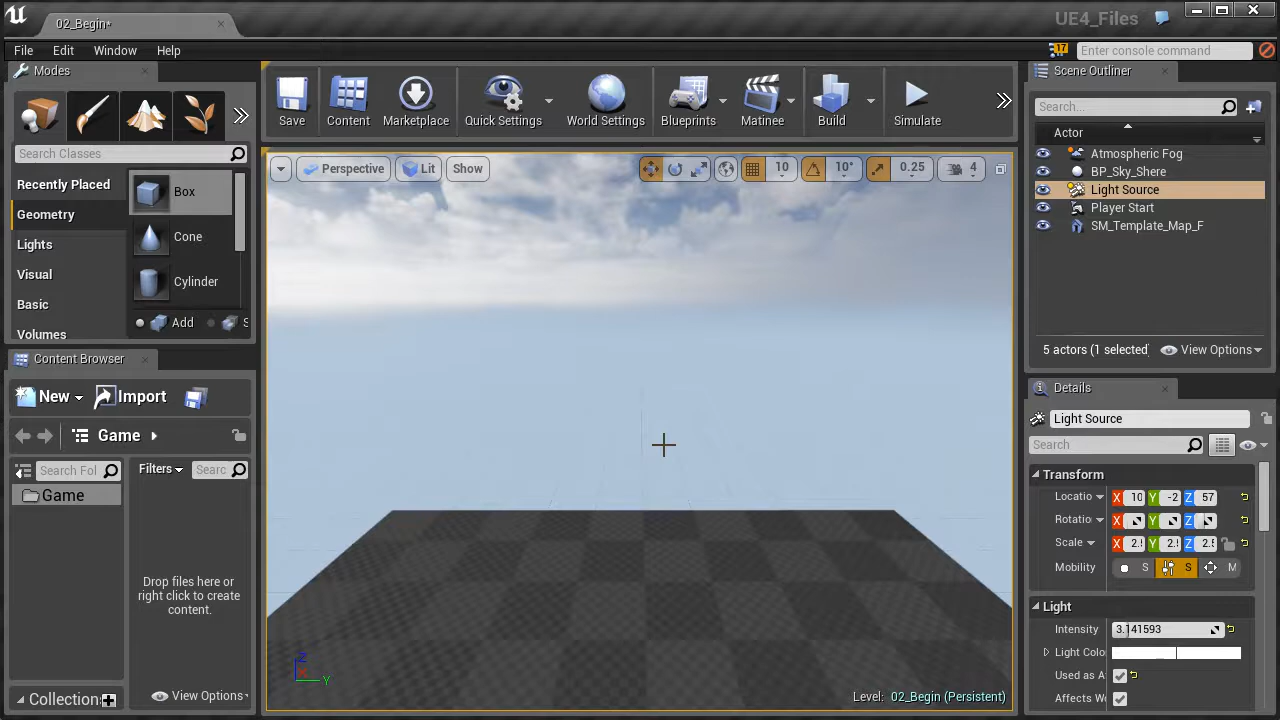 02_Begin*
UE4_Files
File Edit Window Help
17 Enter console command
Modes
Search Classes
Recently Placed
Geometry
Lights
Visual
Basic
Volumes
Box
Cone
Cylinder
Add S
Save
Content
Marketplace
Quick Settings
World Settings
Blueprints
Matinee
Build
Simulate
Perspective Lit Show
10 10° 0.25 4
Z
X
Y
Level: 02_Begin (Persistent)
Content Browser
New Import
Game
Search Fol
Filters Searc
Game
Drop files here or
right click to create
content.
Collections
View Options
Scene Outliner
Search...
Actor
Atmospheric Fog
BP_Sky_Shere
Light Source
Player Start
SM_Template_Map_F
5 actors (1 selected) View Options
Details
Light Source
Search
Transform
Locatio X 10 Y -2 Z 57
Rotatio X Y Z
Scale X 2. Y 2. Z 2.
Mobility S S M
Light
Intensity 3.141593
Light Colo
Used as A
Affects W